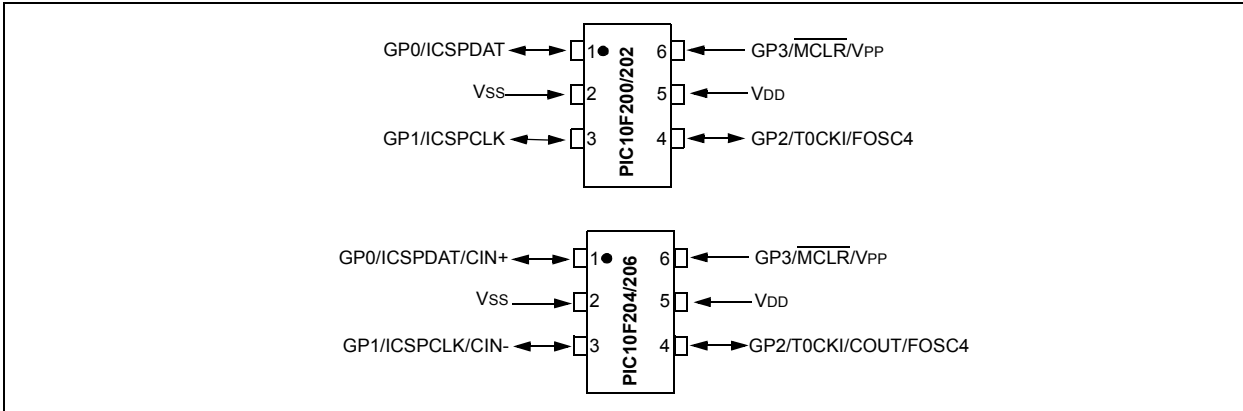 GP0/ICSPDAT 1 6 GP3/MCLR/VPP
VSS 2 5 VDD
GP1/ICSPCLK 3 4 GP2/T0CKI/FOSC4
PIC10F200/202
GP0/ICSPDAT/CIN+ 1 6 GP3/MCLR/VPP
VSS 2 5 VDD
GP1/ICSPCLK/CIN- 3 4 GP2/T0CKI/COUT/FOSC4
PIC10F204/206